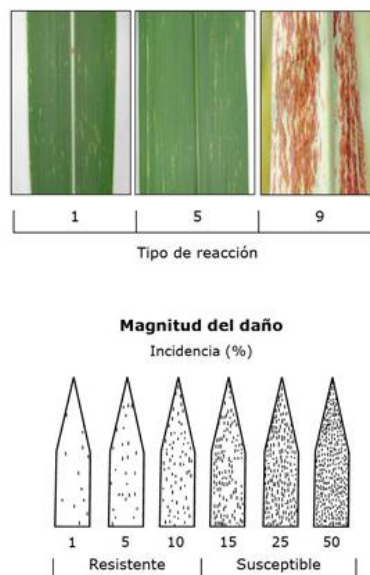 1 5 9
Tipo de reacción
Magnitud del daño
Incidencia (%)
1 5 10 15 25 50
Resistente Susceptible